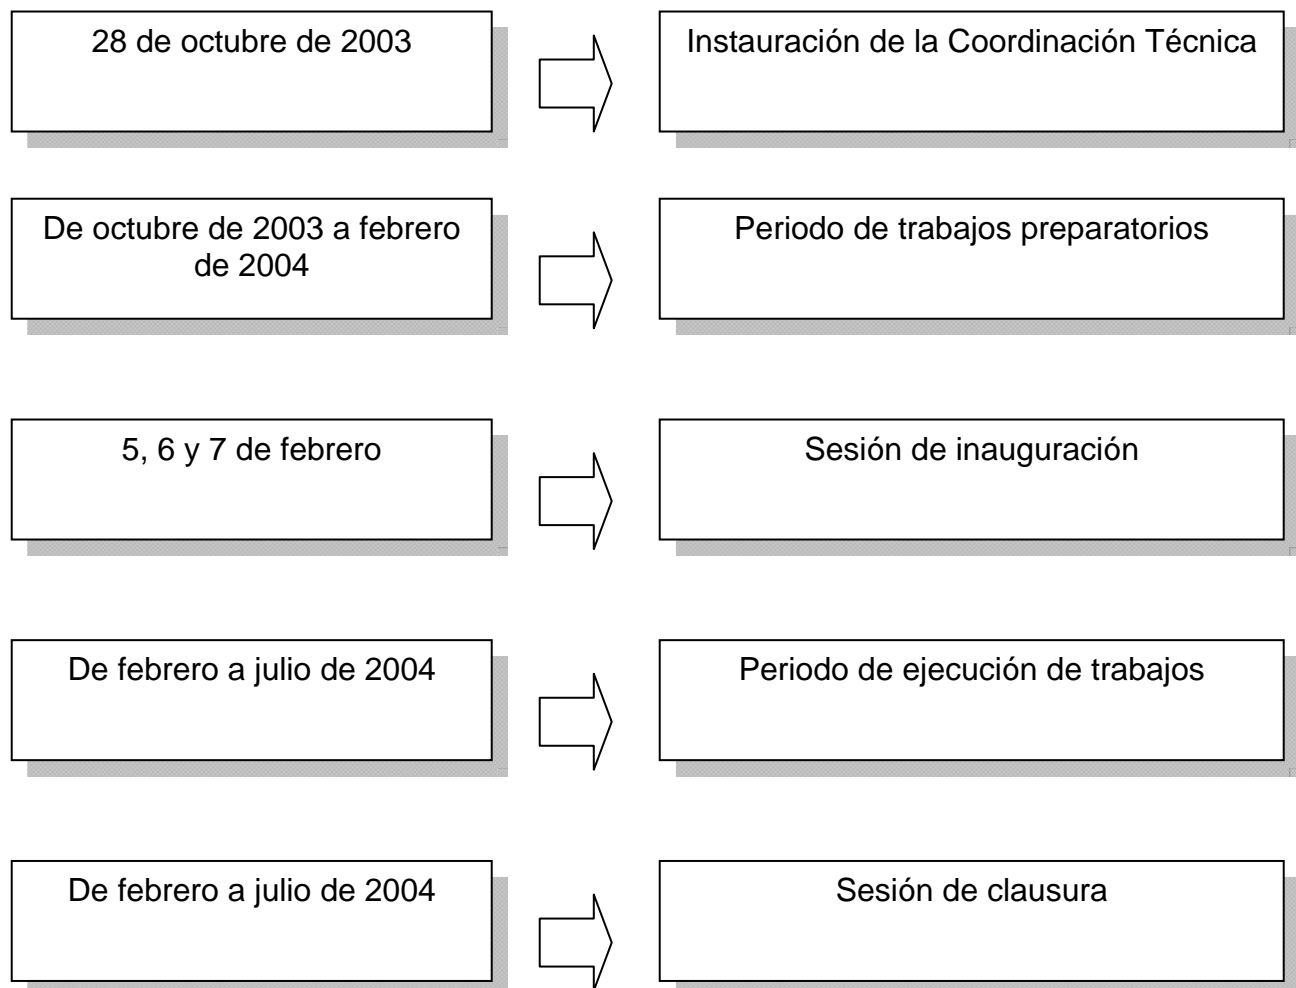 28 de octubre de 2003
Instauración de la Coordinación Técnica
De octubre de 2003 a febrero
de 2004
Periodo de trabajos preparatorios
5, 6 y 7 de febrero
Sesión de inauguración
De febrero a julio de 2004
Periodo de ejecución de trabajos
De febrero a julio de 2004
Sesión de clausura